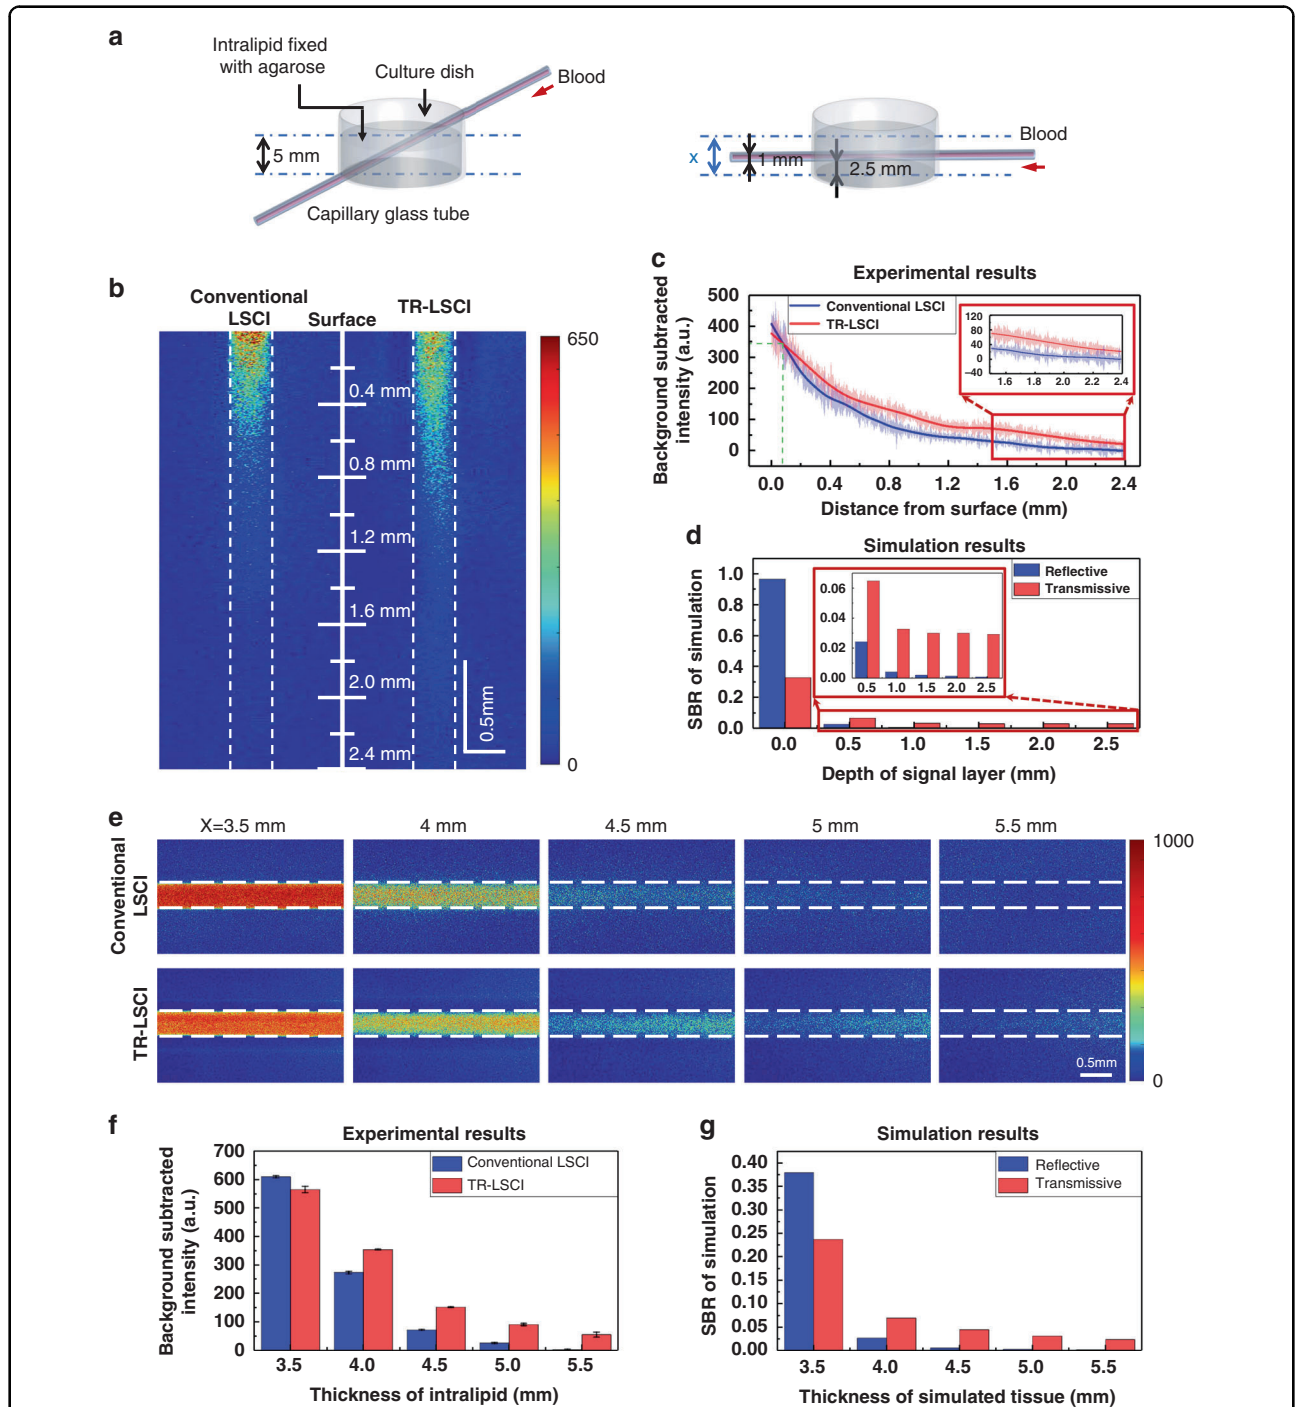 a
Intralipid fixed
with agarose
Culture dish
Blood
5 mm
Capillary glass tube
Blood
x
1 mm
2.5 mm
b
Conventional
LSCI
Surface
TR-LSCI
0.4 mm
0.8 mm
1.2 mm
1.6 mm
2.0 mm
2.4 mm
0.5mm
650
0
c
Experimental results
Background subtracted
intensity (a.u.)
500
400
300
200
100
0
Conventional LSCI
TR-LSCI
120
80
40
0
−40
1.6 1.8 2.0 2.2 2.4
0.0 0.4 0.8 1.2 1.6 2.0 2.4
Distance from surface (mm)
d
Simulation results
SBR of simulation
1.0
0.8
0.6
0.4
0.2
0.0
Reflective
Transmissive
0.06
0.04
0.02
0.00
0.5 1.0 1.5 2.0 2.5
0.0 0.5 1.0 1.5 2.0 2.5
Depth of signal layer (mm)
e
X=3.5 mm 4 mm 4.5 mm 5 mm 5.5 mm
Conventional
LSCI
TR-LSCI
0.5mm
1000
0
f
Experimental results
Background subtracted
intensity (a.u.)
700
600
500
400
300
200
100
0
Conventional LSCI
TR-LSCI
3.5 4.0 4.5 5.0 5.5
Thickness of intralipid (mm)
g
Simulation results
SBR of simulation
0.40
0.35
0.30
0.25
0.20
0.15
0.10
0.05
0.00
Reflective
Transmissive
3.5 4.0 4.5 5.0 5.5
Thickness of simulated tissue (mm)